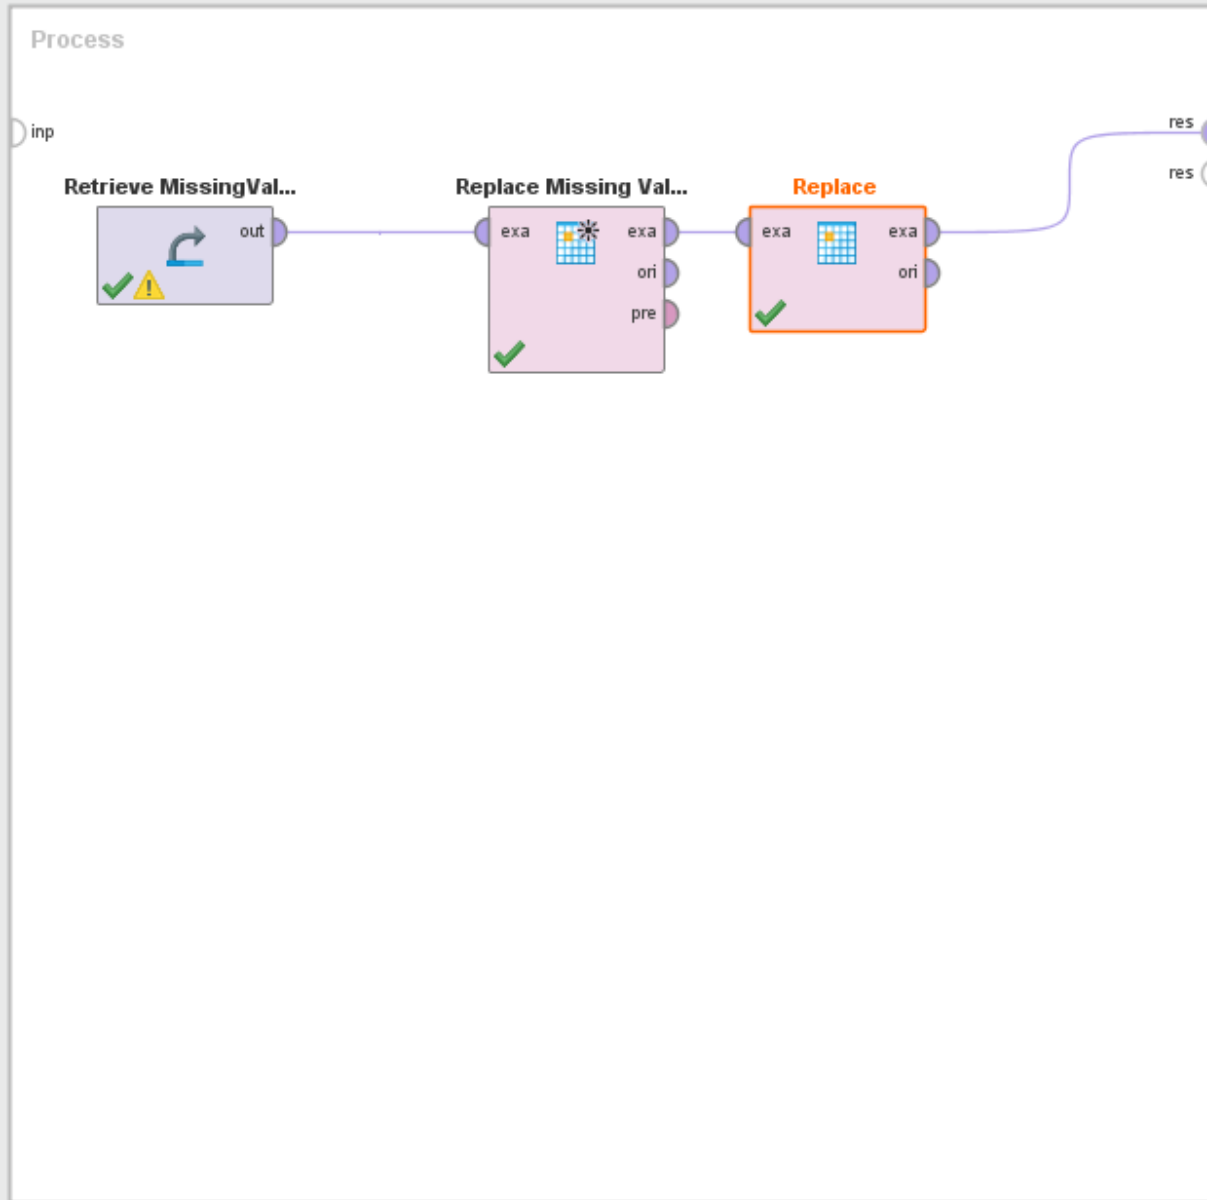 Process
inp
res
res
Retrieve MissingVal...
out
Replace Missing Val...
exa
exa
ori
pre
Replace
exa
exa
ori